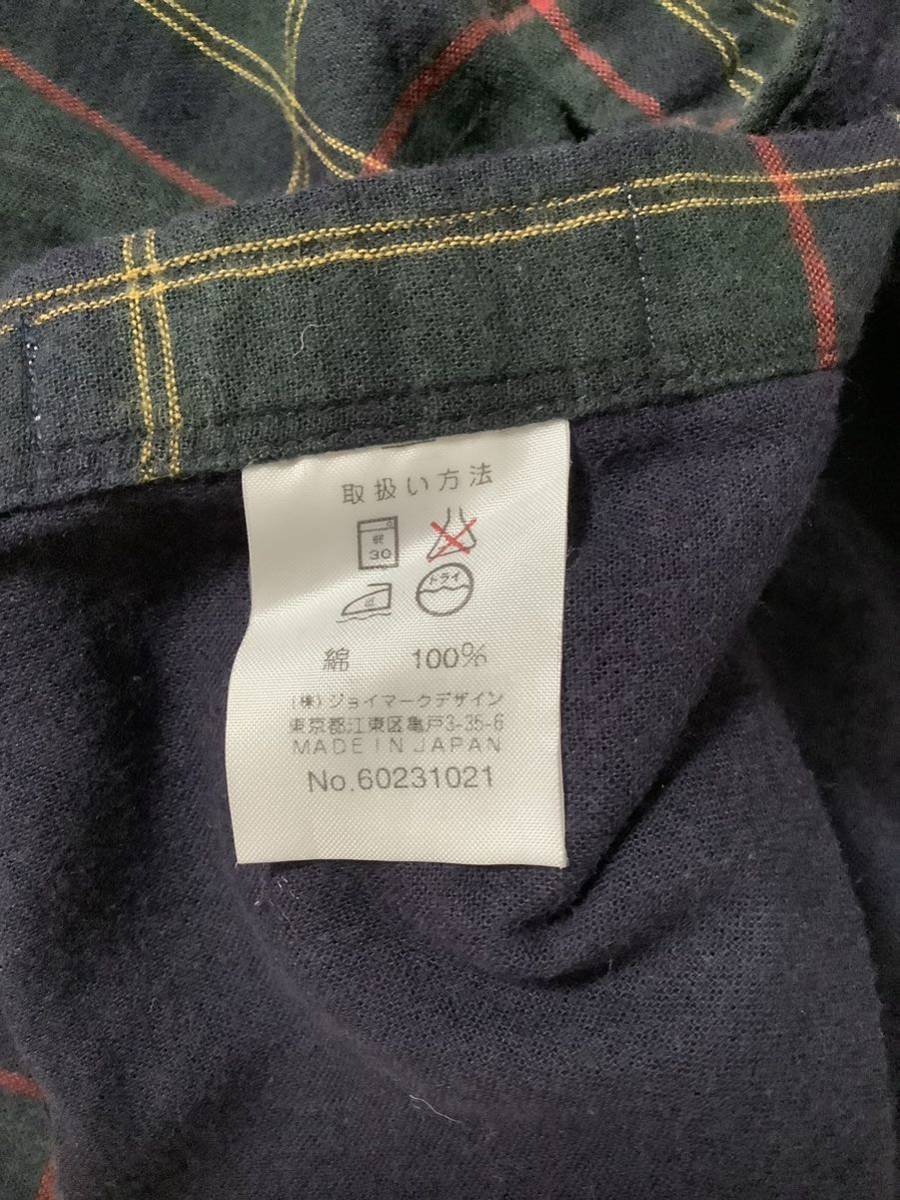 取扱い方法
弱
30
ドライ
綿 100%
(株)ジョイマークデザイン
東京都江東区亀戸3-35-6
MADE IN JAPAN
No.60231021